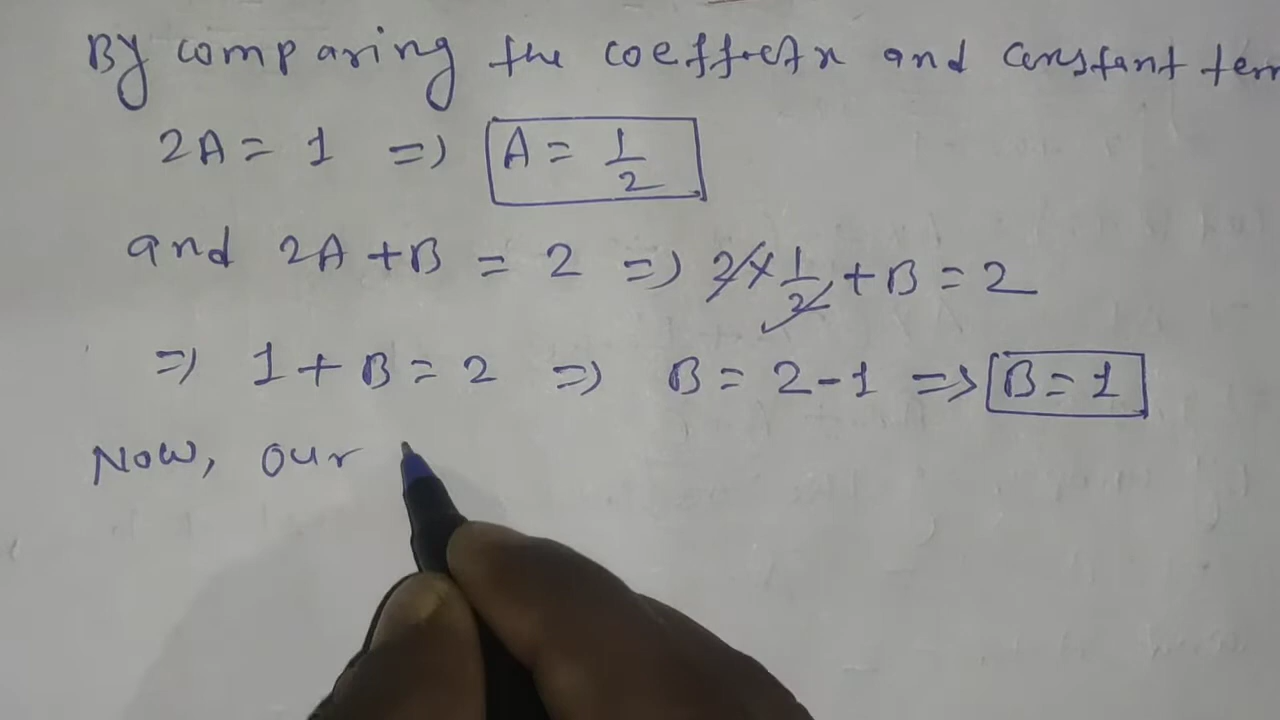 By comparing the coeff. of x and constant term
2A = 1 => A = 1/2
and 2A + B = 2 => 2 × 1/2 + B = 2
=> 1 + B = 2 => B = 2 - 1 => B = 1
Now, our